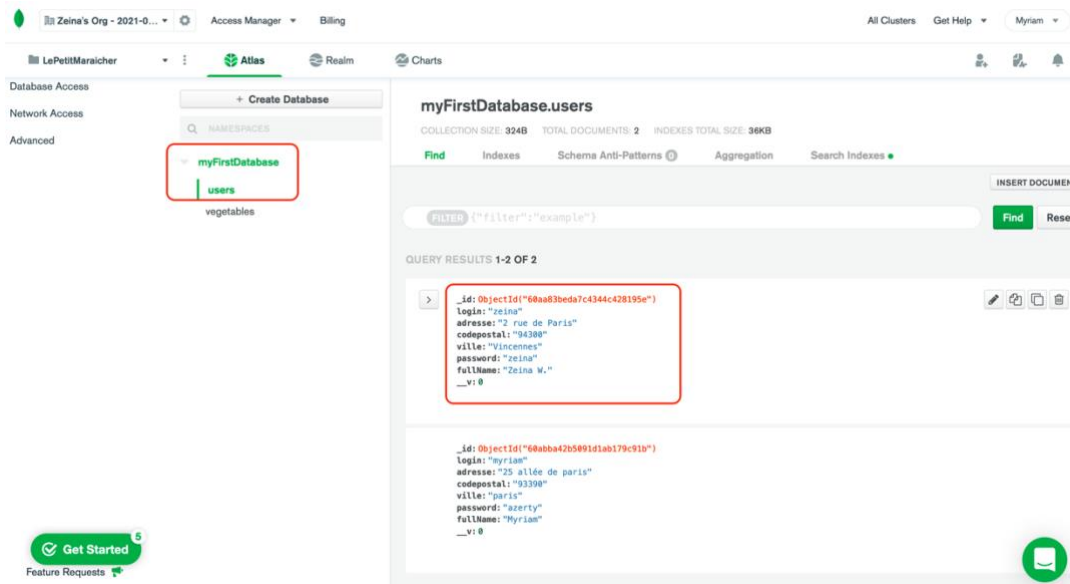 Zeina's Org - 2021-0... Access Manager Billing All Clusters Get Help Myriam
LePetitMaraicher Atlas Realm Charts
Database Access
Network Access
Advanced
+ Create Database
NAMESPACES
myFirstDatabase
users
vegetables
myFirstDatabase.users
COLLECTION SIZE: 324B TOTAL DOCUMENTS: 2 INDEXES TOTAL SIZE: 36KB
Find Indexes Schema Anti-Patterns 0 Aggregation Search Indexes
INSERT DOCUMEN
FILTER {"filter":"example"} Find Rese
QUERY RESULTS 1-2 OF 2
_id: ObjectId("60aa83beda7c4344c428195e")
login: "zeina"
adresse: "2 rue de Paris"
codepostal: "94300"
ville: "Vincennes"
password: "zeina"
fullName: "Zeina W."
__v: 0
_id: ObjectId("60abba42b5091d1ab179c91b")
login: "myriam"
adresse: "25 allée de paris"
codepostal: "93390"
ville: "paris"
password: "azerty"
fullName: "Myriam"
__v: 0
Get Started 5
Feature Requests